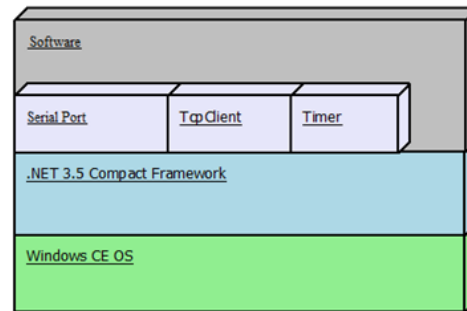 Software
Serial Port
TcpClient
Timer
.NET 3.5 Compact Framework
Windows CE OS